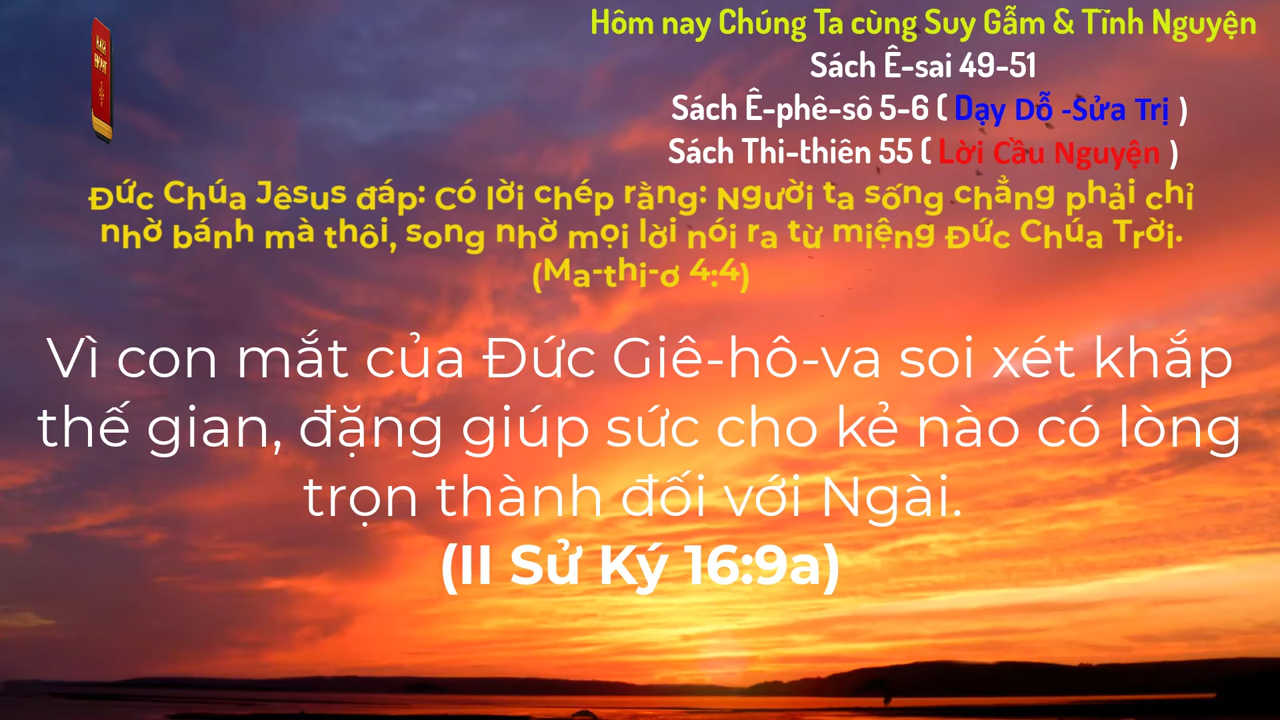 Hôm nay Chúng Ta cùng Suy Gẫm & Tĩnh Nguyện
Sách Ê-sai 49-51
Sách Ê-phê-sô 5-6 ( Dạy Dỗ -Sửa Trị )
Sách Thi-thiên 55 ( Lời Cầu Nguyện )
Đức Chúa Jêsus đáp: Có lời chép rằng: Người ta sống chẳng phải chỉ
nhờ bánh mà thôi, song nhờ mọi lời nói ra từ miệng Đức Chúa Trời.
(Ma-thi-ơ 4:4)
Vì con mắt của Đức Giê-hô-va soi xét khắp
thế gian, đặng giúp sức cho kẻ nào có lòng
trọn thành đối với Ngài.
(II Sử Ký 16:9a)